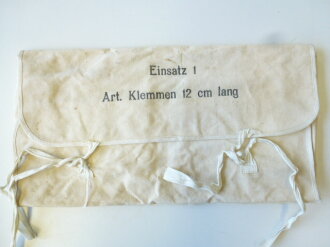 Einsatz 1
Art. Klemmen 12 cm lang